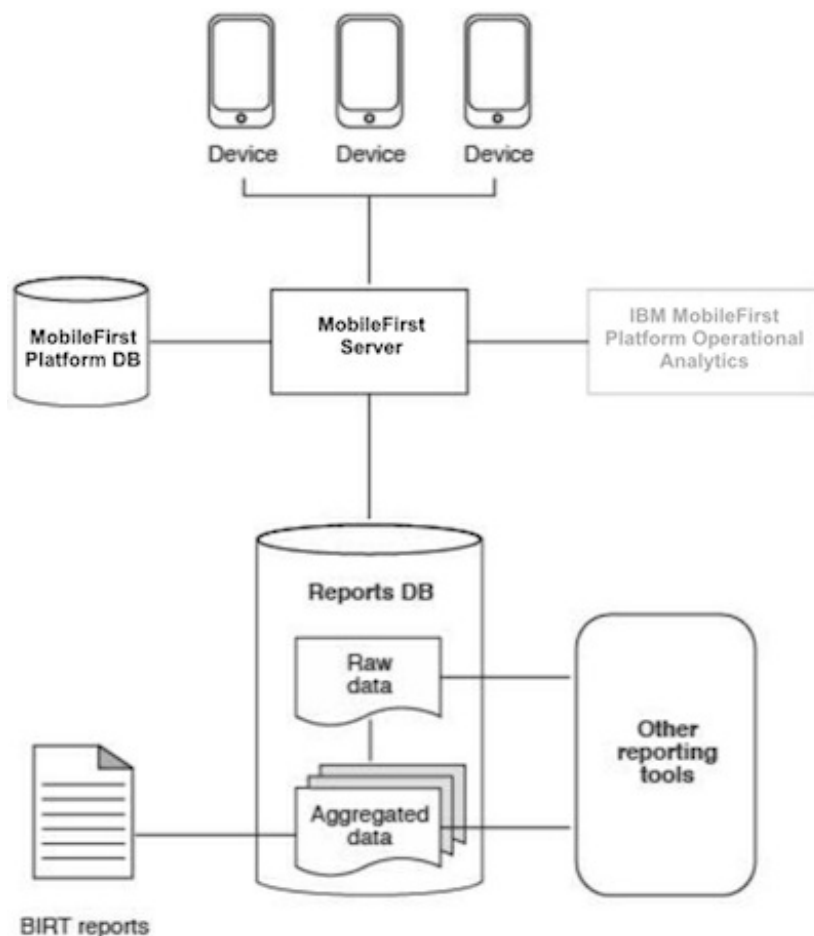 Device
Device
Device
MobileFirst
Platform DB
MobileFirst
Server
IBM MobileFirst
Platform Operational
Analytics
Reports DB
Raw
data
Other
reporting
tools
Aggregated
data
BIRT reports